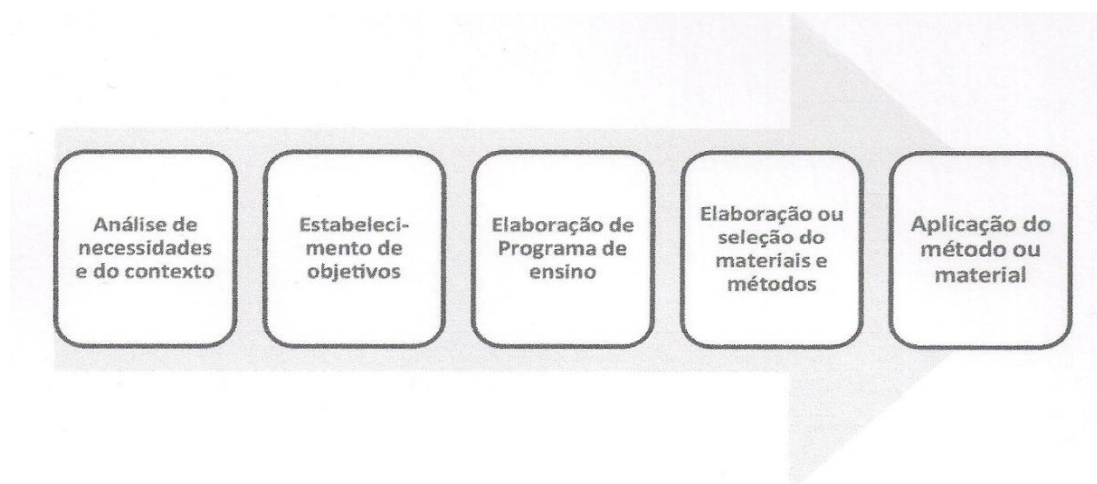 Análise de
necessidades
e do contexto
Estabeleci-
mento de
objetivos
Elaboração de
Programa de
ensino
Elaboração ou
seleção do
materiais e
métodos
Aplicação do
método ou
material